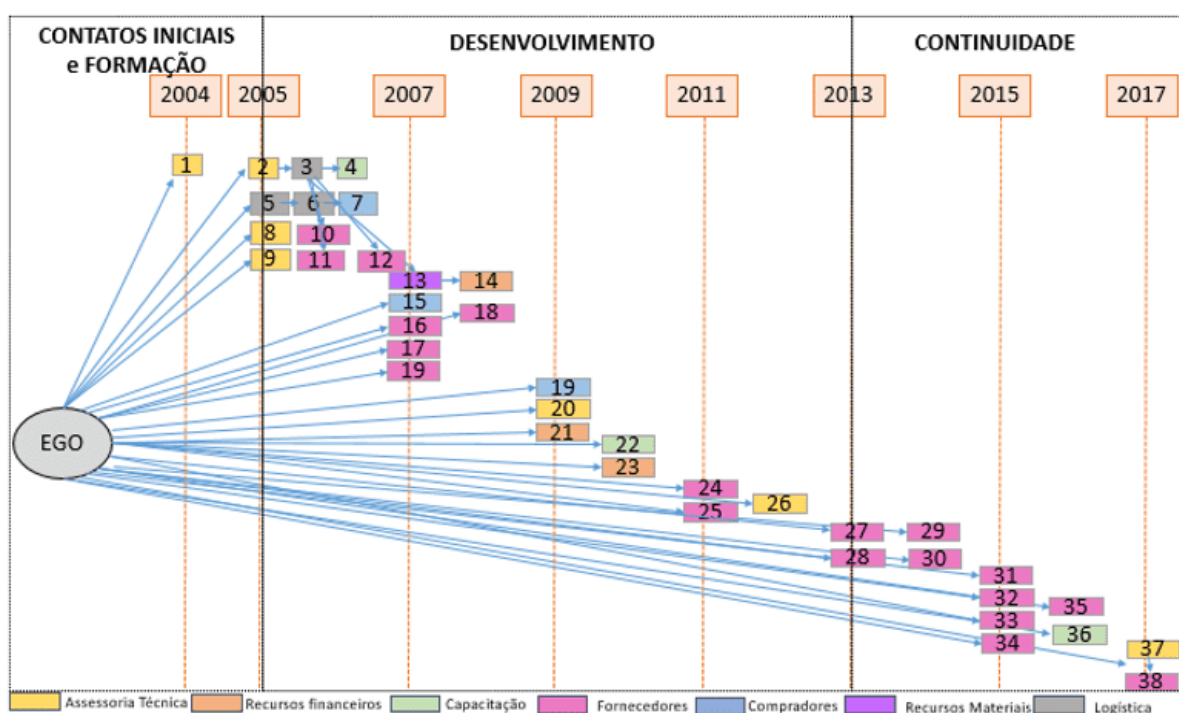 CONTATOS INICIAIS
e FORMAÇÃO
DESENVOLVIMENTO
CONTINUIDADE
2004 2005 2007 2009 2011 2013 2015 2017
1 2 3 4
5 6 7
8 10
9 11 12
13 14
15
18
16
17
19
19
20
21
EGO
22
23
24
26
25
27 29
28 30
31
32
35
33
36
34
37
38
Assessoria Técnica Recursos financeiros Capacitação Fornecedores Compradores Recursos Materiais Logística